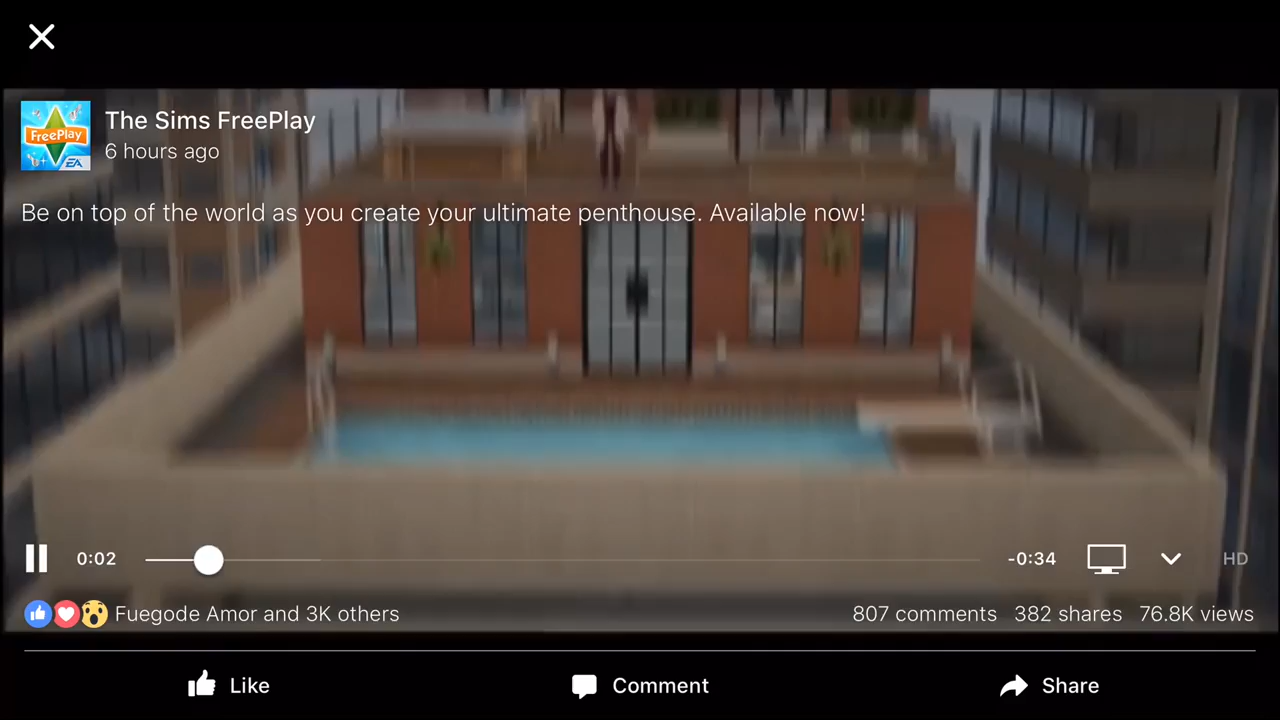 The Sims FreePlay
6 hours ago
FreePlay
EA
Be on top of the world as you create your ultimate penthouse. Available now!
0:02
-0:34
HD
Fuegode Amor and 3K others
807 comments 382 shares 76.8K views
Like
Comment
Share